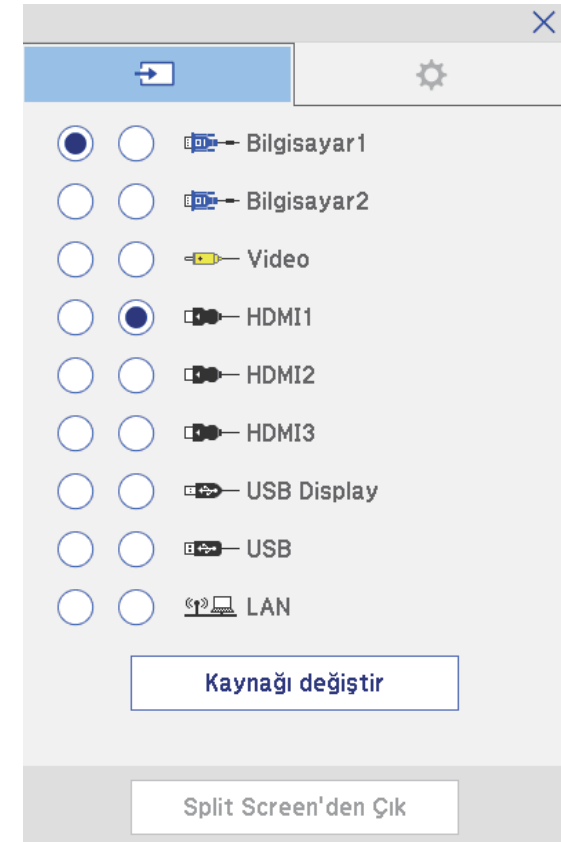 Bilgisayar1
Bilgisayar2
Video
HDMI1
HDMI2
HDMI3
USB Display
USB
LAN
Kaynağı değiştir
Split Screen'den Çık